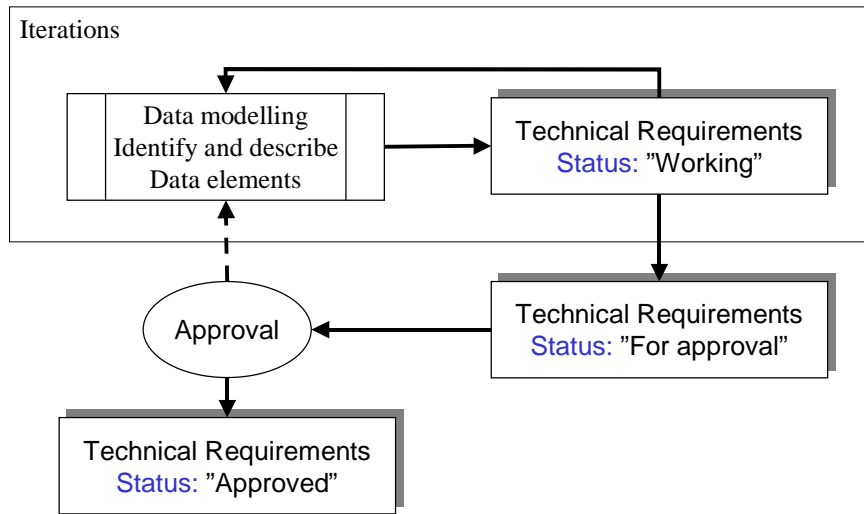 Iterations
Data modelling
Identify and describe
Data elements
Technical Requirements
Status: ”Working”
Approval
Technical Requirements
Status: ”For approval”
Technical Requirements
Status: ”Approved”